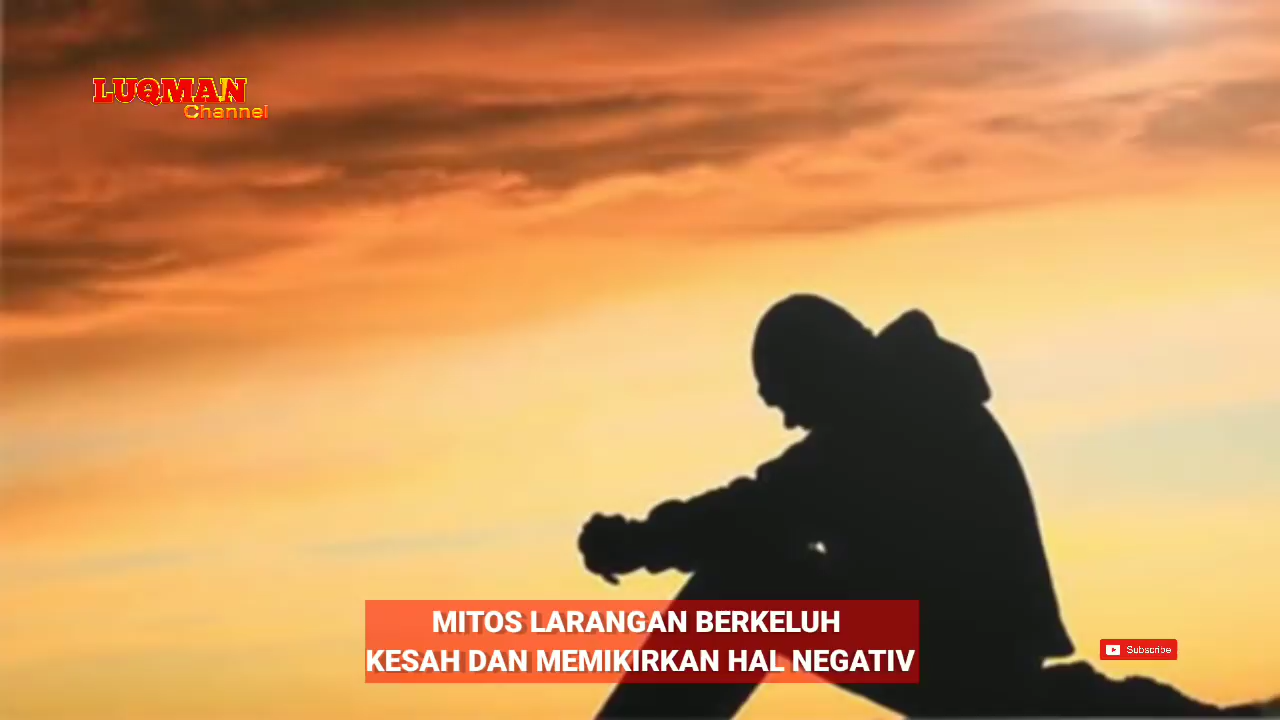 LUQMAN
Channel
MITOS LARANGAN BERKELUH
KESAH DAN MEMIKIRKAN HAL NEGATIV
Subscribe